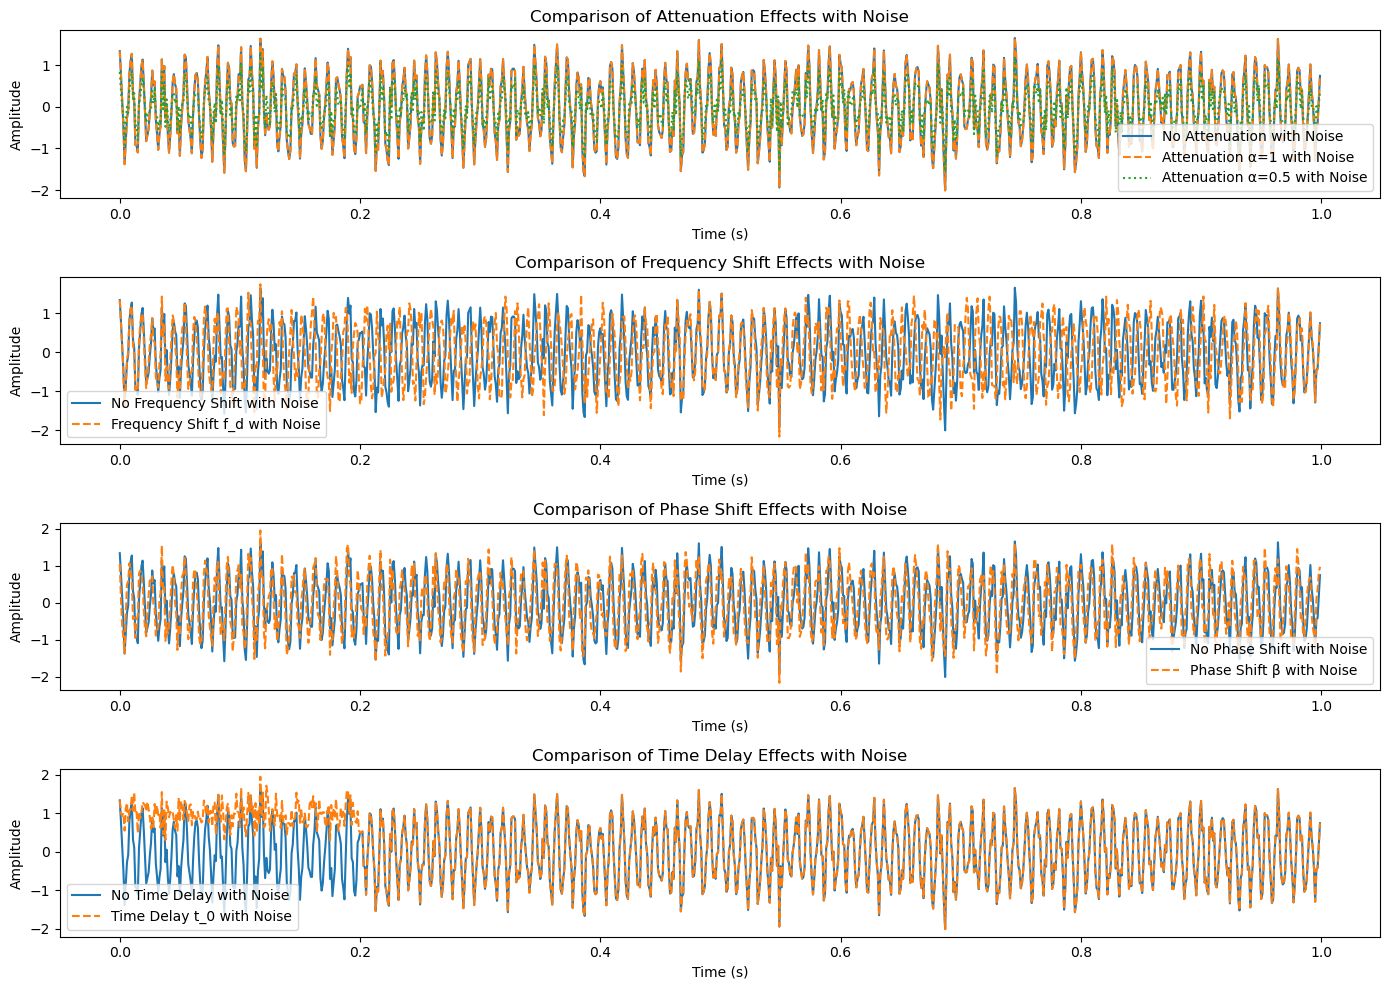 Comparison of Attenuation Effects with Noise
Amplitude
1
0
−1
−2
No Attenuation with Noise
Attenuation α=1 with Noise
Attenuation α=0.5 with Noise
0.0 0.2 0.4 0.6 0.8 1.0
Time (s)
Comparison of Frequency Shift Effects with Noise
Amplitude
1
0
−1
−2
No Frequency Shift with Noise
Frequency Shift f_d with Noise
0.0 0.2 0.4 0.6 0.8 1.0
Time (s)
Comparison of Phase Shift Effects with Noise
Amplitude
2
1
0
−1
−2
No Phase Shift with Noise
Phase Shift β with Noise
0.0 0.2 0.4 0.6 0.8 1.0
Time (s)
Comparison of Time Delay Effects with Noise
Amplitude
2
1
0
−1
−2
No Time Delay with Noise
Time Delay t_0 with Noise
0.0 0.2 0.4 0.6 0.8 1.0
Time (s)